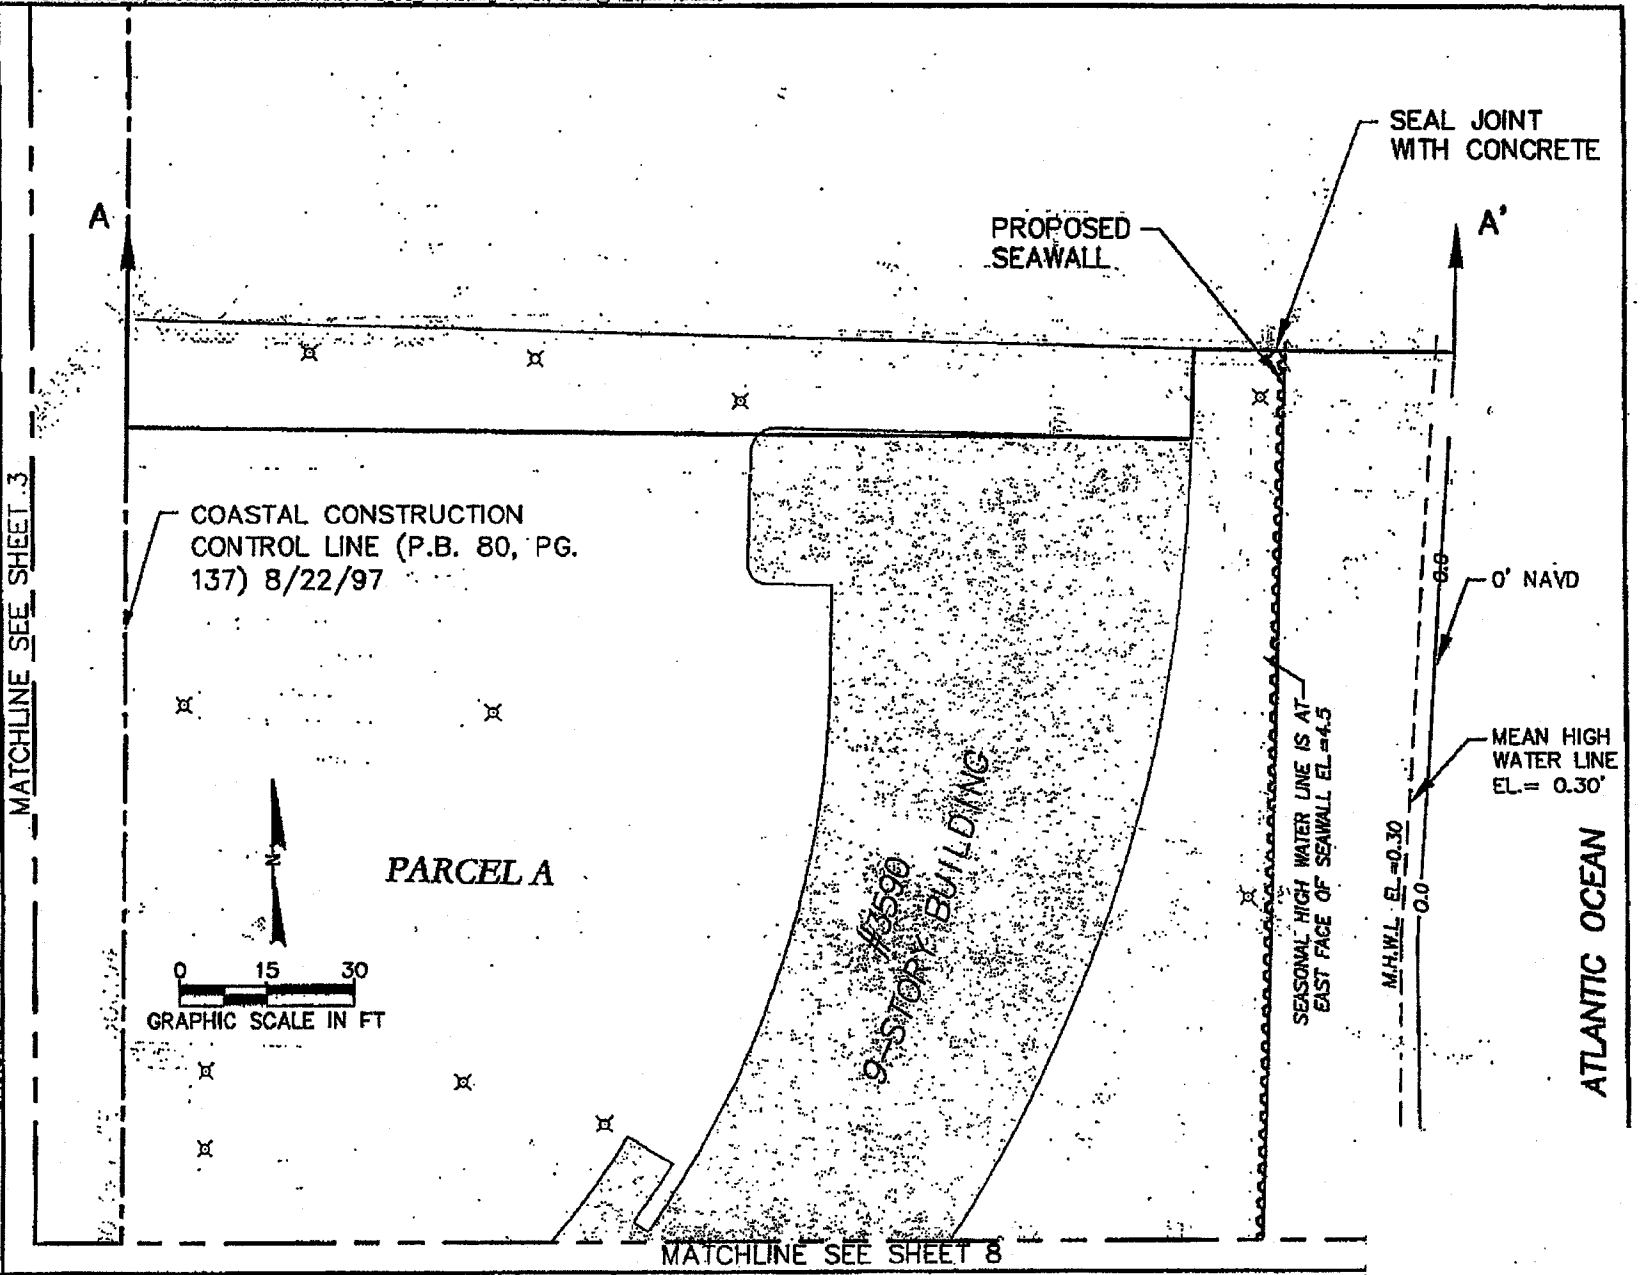 SEAL JOINT
WITH CONCRETE
A
PROPOSED
SEAWALL
A'
MATCHLINE SEE SHEET 3
COASTAL CONSTRUCTION
CONTROL LINE (P.B. 80, PG.
137) 8/22/97
0.0
0' NAVD
SEASONAL HIGH WATER LINE IS AT
EAST FACE OF SEAWALL EL.=4.5
MEAN HIGH
WATER LINE
EL.= 0.30'
N
PARCEL A
#3590
9-STORY BUILDING
M.H.W.L. EL.=0.30
0.0
ATLANTIC OCEAN
0 15 30
GRAPHIC SCALE IN FT
MATCHLINE SEE SHEET 8